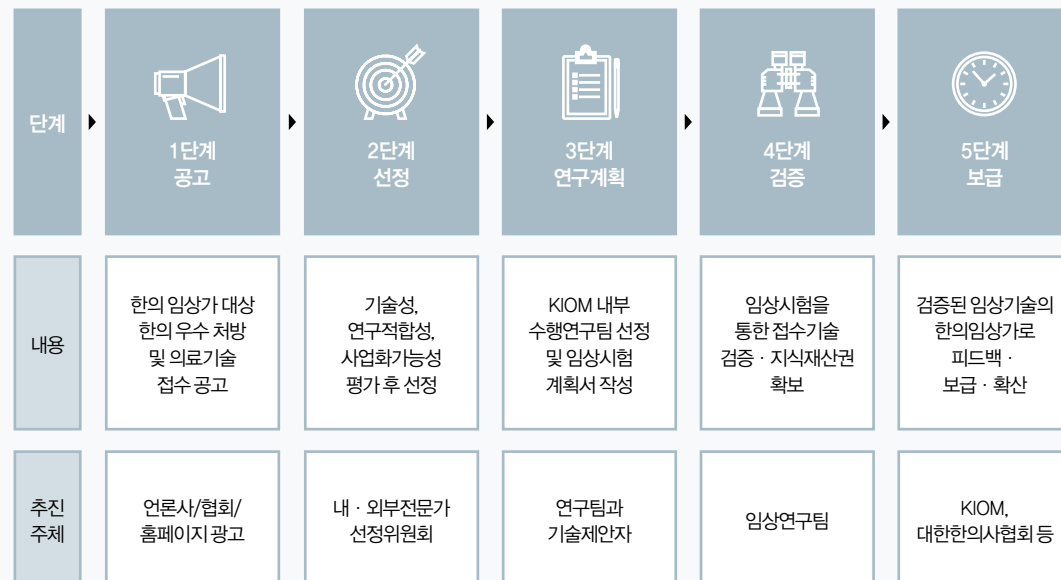 단계
1단계
공고
2단계
선정
3단계
연구계획
4단계
검증
5단계
보급
내용
한의 임상가 대상
한의 우수 처방
및 의료기술
접수 공고
기술성,
연구적합성,
사업화가능성
평가 후 선정
KIOM 내부
수행연구팀 선정
및 임상시험
계획서 작성
임상시험을
통한 접수기술
검증 · 지식재산권
확보
검증된 임상기술의
한의임상가로
피드백 ·
보급 · 확산
추진
주체
언론사/협회/
홈페이지 광고
내 · 외부전문가
선정위원회
연구팀과
기술제안자
임상연구팀
KIOM,
대한한의사협회 등